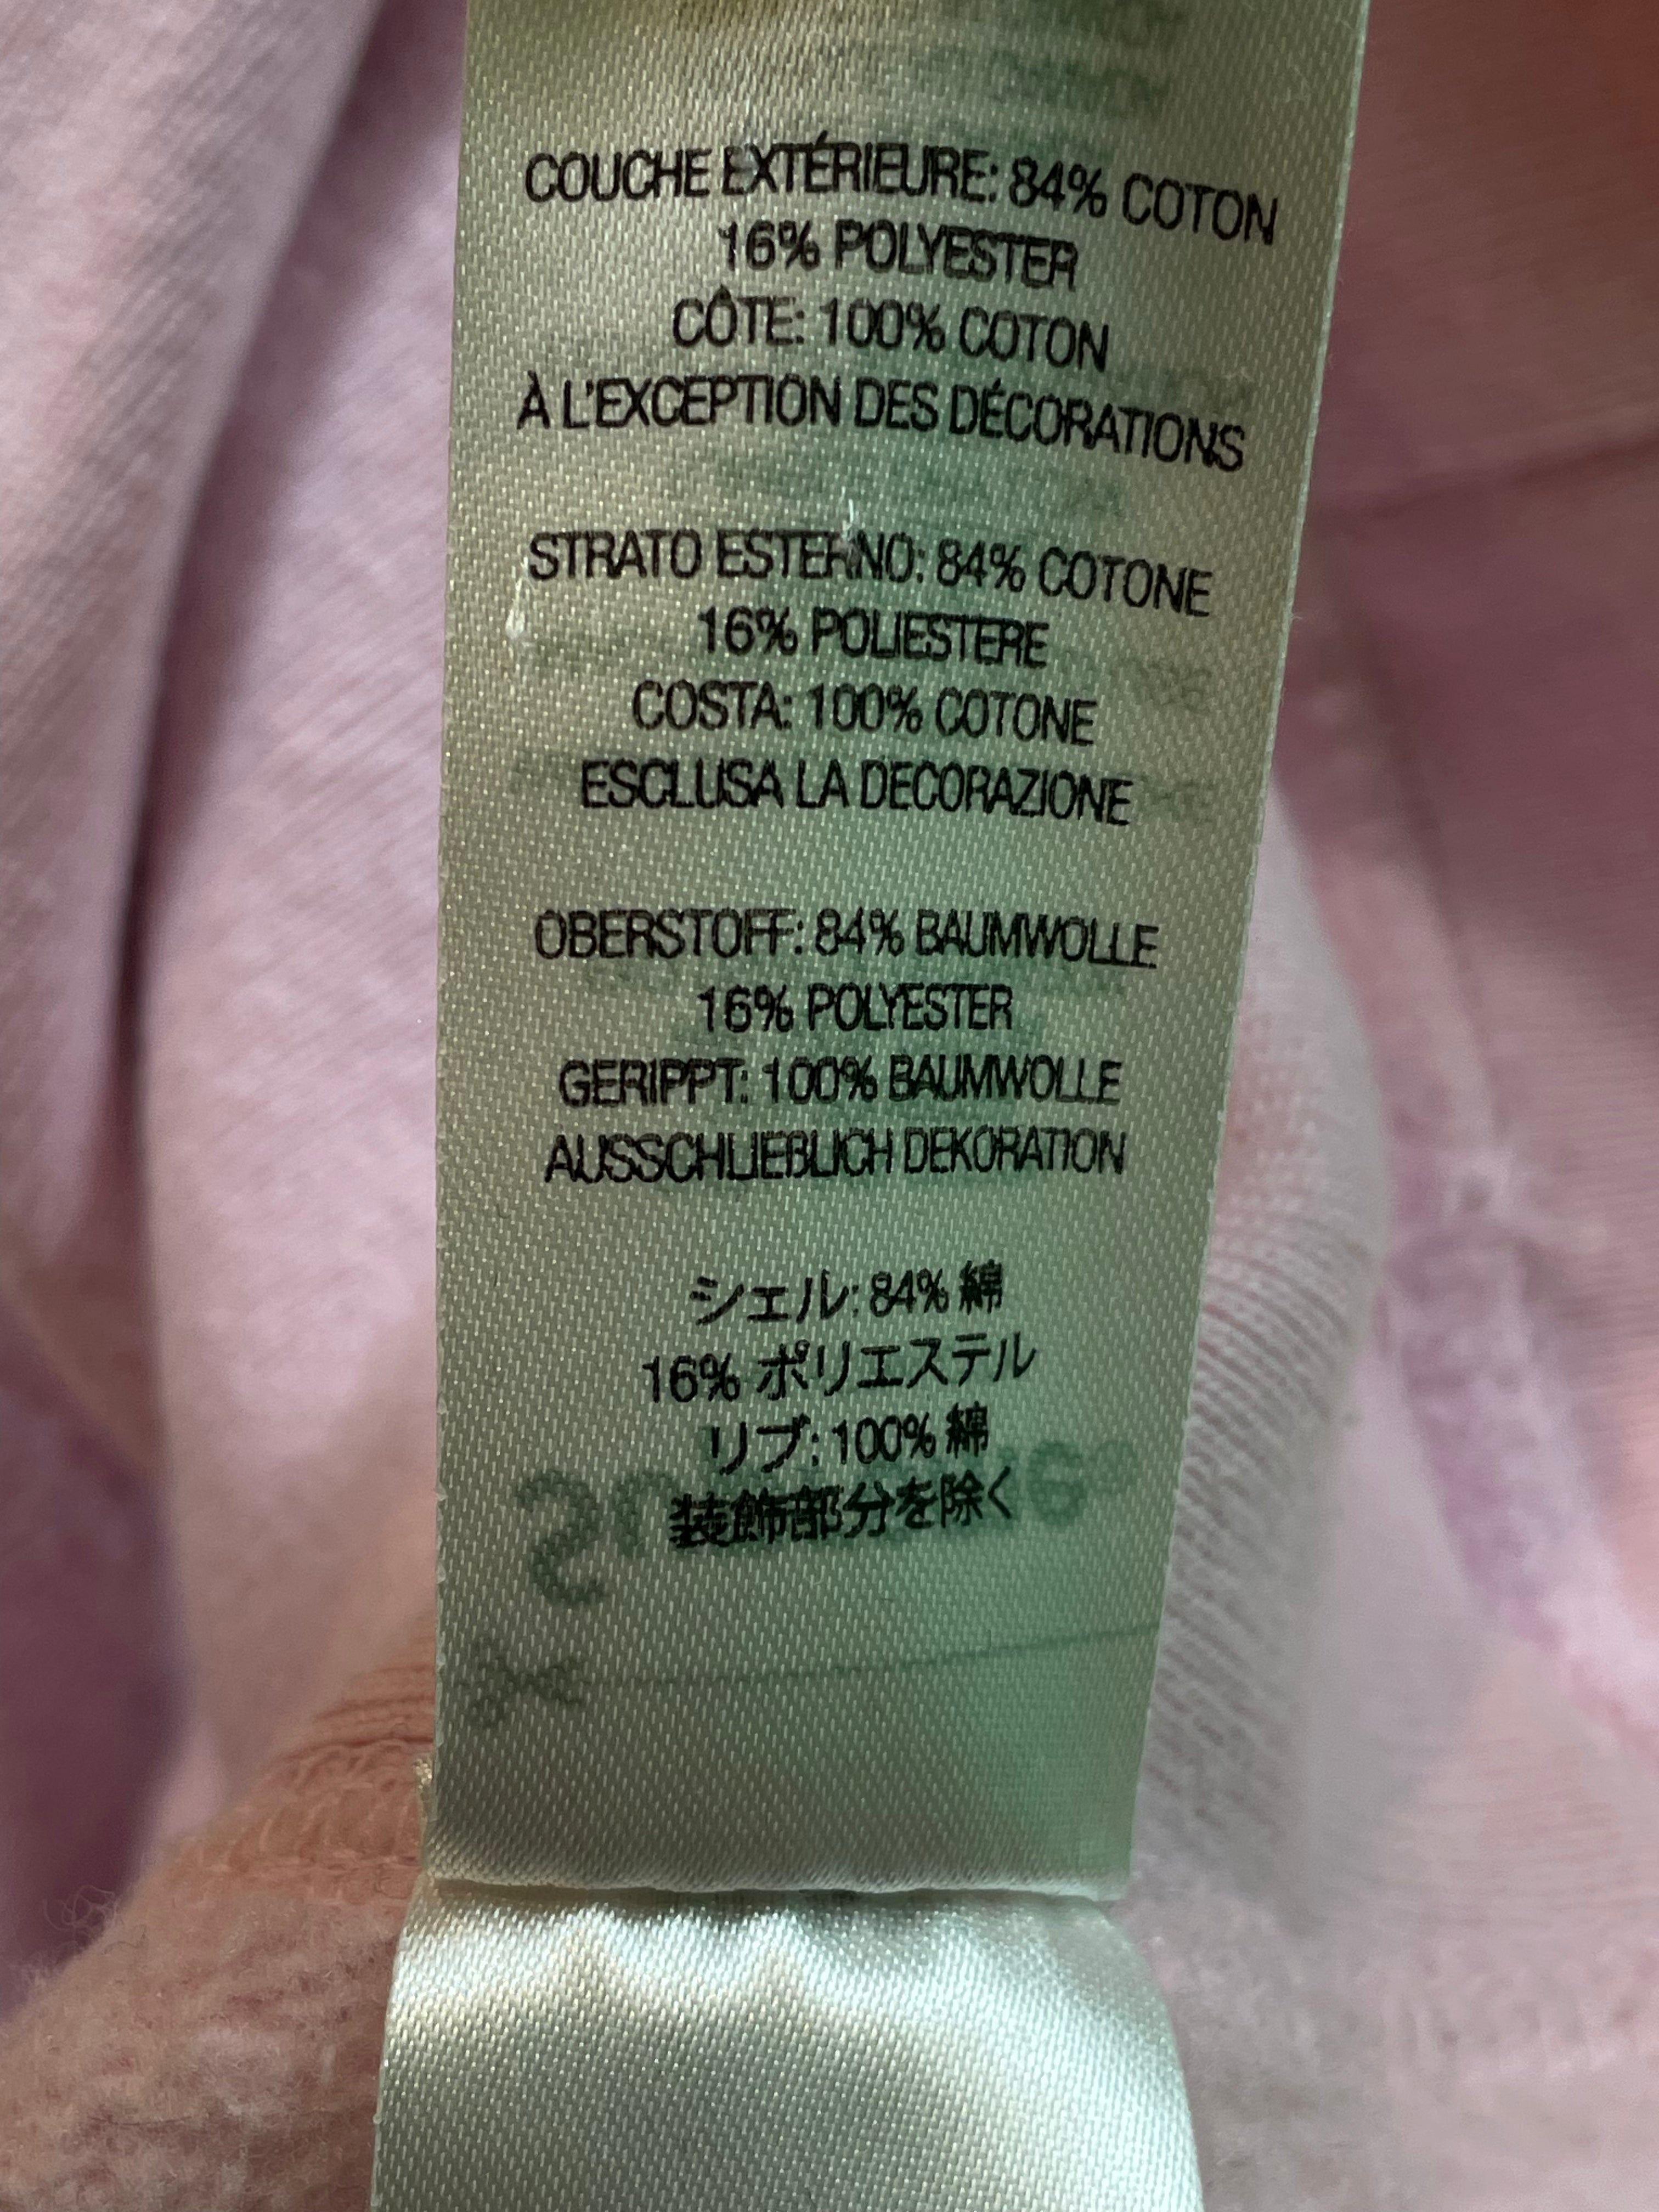 COUCHE EXTÉRIEURE: 84% COTON
16% POLYESTER
CÔTE: 100% COTON
À L'EXCEPTION DES DÉCORATIONS
STRATO ESTERNO: 84% COTONE
16% POLIESTERE
COSTA: 100% COTONE
ESCLUSA LA DECORAZIONE
OBERSTOFF: 84% BAUMWOLLE
16% POLYESTER
GERIPPT: 100% BAUMWOLLE
AUSSCHLIEBLICH DEKORATION
シェル: 84% 綿
16% ポリエステル
リブ: 100% 綿
装飾部分を除く